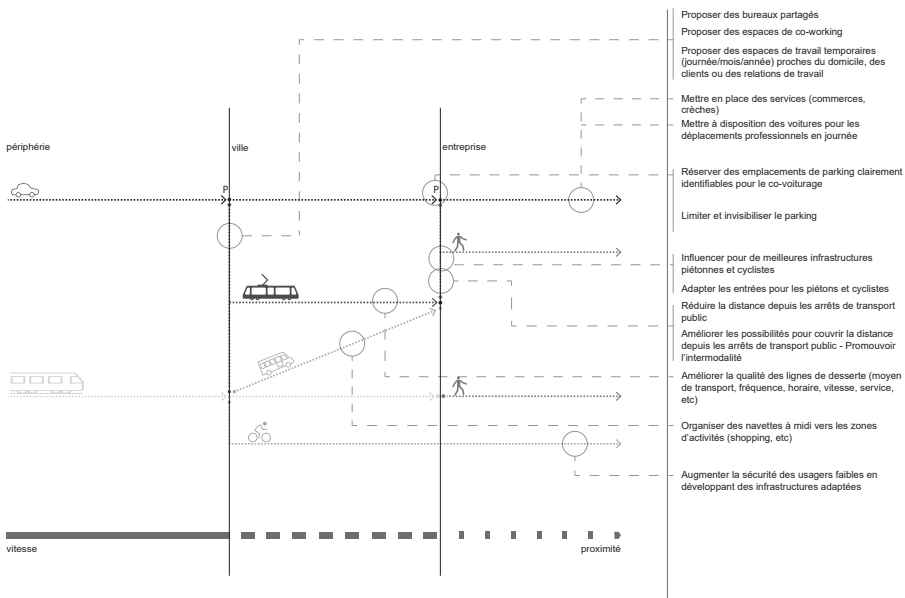 Proposer des bureaux partagés
Proposer des espaces de co-working
Proposer des espaces de travail temporaires
(journée/mois/année) proches du domicile, des
clients ou des relations de travail
Mettre en place des services (commerces,
crèches)
Mettre à disposition des voitures pour les
déplacements professionnels en journée
périphérie
ville
entreprise
Réserver des emplacements de parking clairement
identifiables pour le co-voiturage
P
P
Limiter et invisibiliser le parking
Influencer pour de meilleures infrastructures
piétonnes et cyclistes
Adapter les entrées pour les piétons et cyclistes
Réduire la distance depuis les arrêts de transport
public
Améliorer les possibilités pour couvrir la distance
depuis les arrêts de transport public - Promouvoir
l'intermodalité
Améliorer la qualité des lignes de desserte (moyen
de transport, fréquence, horaire, vitesse, service,
etc)
Organiser des navettes à midi vers les zones
d'activités (shopping, etc)
Augmenter la sécurité des usagers faibles en
développant des infrastructures adaptées
vitesse
proximité